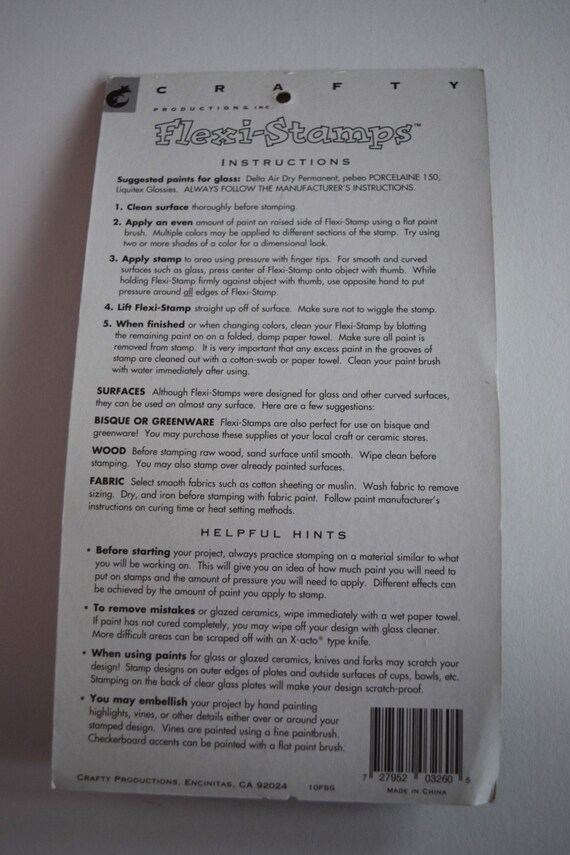 CRAFTY
PRODUCTIONS, INC.
Flexi-Stamps™
INSTRUCTIONS
Suggested paints for glass: Delta Air Dry Permanent, pebeo PORCELAINE 150,
Liquitex Glossies. ALWAYS FOLLOW THE MANUFACTURER'S INSTRUCTIONS.
1. Clean surface thoroughly before stamping.
2. Apply an even amount of paint on raised side of Flexi-Stamp using a flat paint
brush. Multiple colors may be applied to different sections of the stamp. Try using
two or more shades of a color for a dimensional look.
3. Apply stamp to area using pressure with finger tips. For smooth and curved
surfaces such as glass, press center of Flexi-Stamp onto object with thumb. While
holding Flexi-Stamp firmly against object with thumb, use opposite hand to put
pressure around all edges of Flexi-Stamp.
4. Lift Flexi-Stamp straight up off of surface. Make sure not to wiggle the stamp.
5. When finished or when changing colors, clean your Flexi-Stamp by blotting
the remaining paint on on a folded, damp paper towel. Make sure all paint is
removed from stamp. It is very important that any excess paint in the grooves of
stamp are cleaned out with a cotton-swab or paper towel. Clean your paint brush
with water immediately after using.
SURFACES Although Flexi-Stamps were designed for glass and other curved surfaces,
they can be used on almost any surface. Here are a few suggestions:
BISQUE OR GREENWARE Flexi-Stamps are also perfect for use on bisque and
greenware! You may purchase these supplies at your local craft or ceramic stores.
WOOD Before stamping raw wood, sand surface until smooth. Wipe clean before
stamping. You may also stamp over already painted surfaces.
FABRIC Select smooth fabrics such as cotton sheeting or muslin. Wash fabric to remove
sizing. Dry, and iron before stamping with fabric paint. Follow paint manufacturer's
instructions on curing time or heat setting methods.
HELPFUL HINTS
• Before starting your project, always practice stamping on a material similar to what
you will be working on. This will give you an idea of how much paint you will need to
put on stamps and the amount of pressure you will need to apply. Different effects can
be achieved by the amount of paint you apply to stamp.
• To remove mistakes or glazed ceramics, wipe immediately with a wet paper towel.
If paint has not cured completely, you may wipe off your design with glass cleaner.
More difficult areas can be scraped off with an X-acto® type knife.
• When using paints for glass or glazed ceramics, knives and forks may scratch your
design! Stamp designs on outer edges of plates and outside surfaces of cups, bowls, etc.
Stamping on the back of clear glass plates will make your design scratch-proof.
• You may embellish your project by hand painting
highlights, vines, or other details either over or around your
stamped design. Vines are painted using a fine paintbrush.
Checkerboard accents can be painted with a flat paint brush.
7 27952 03260 5
CRAFTY PRODUCTIONS, ENCINITAS, CA 92024 10FSG MADE IN CHINA